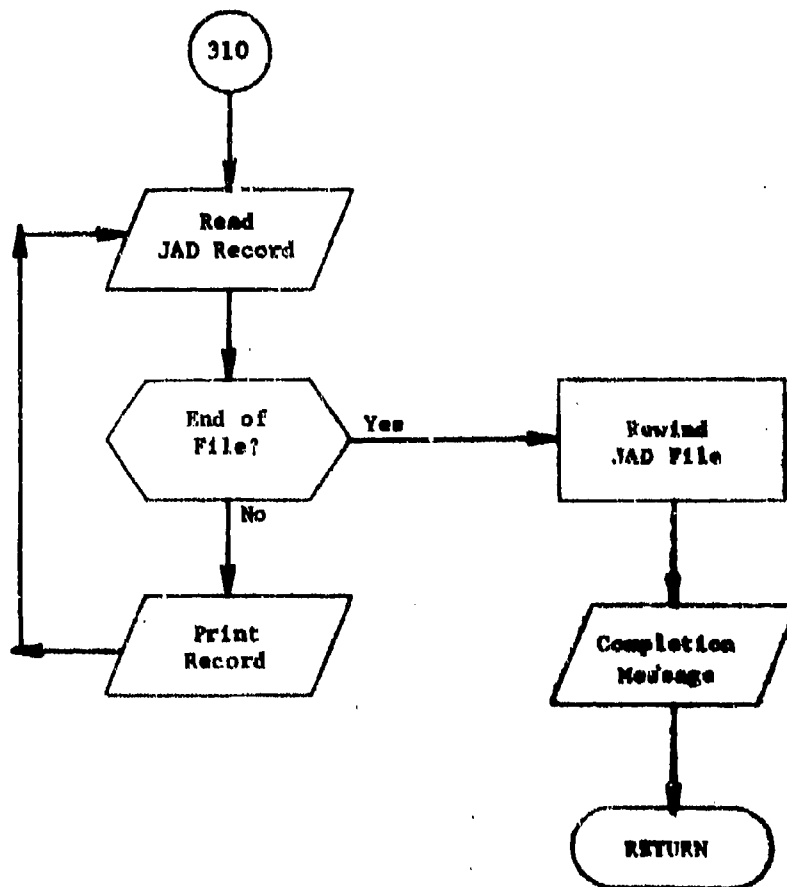 310
Read
JAD Record
End of
File?
Yes
No
Rewind
JAD File
Print
Record
Completion
Message
RETURN